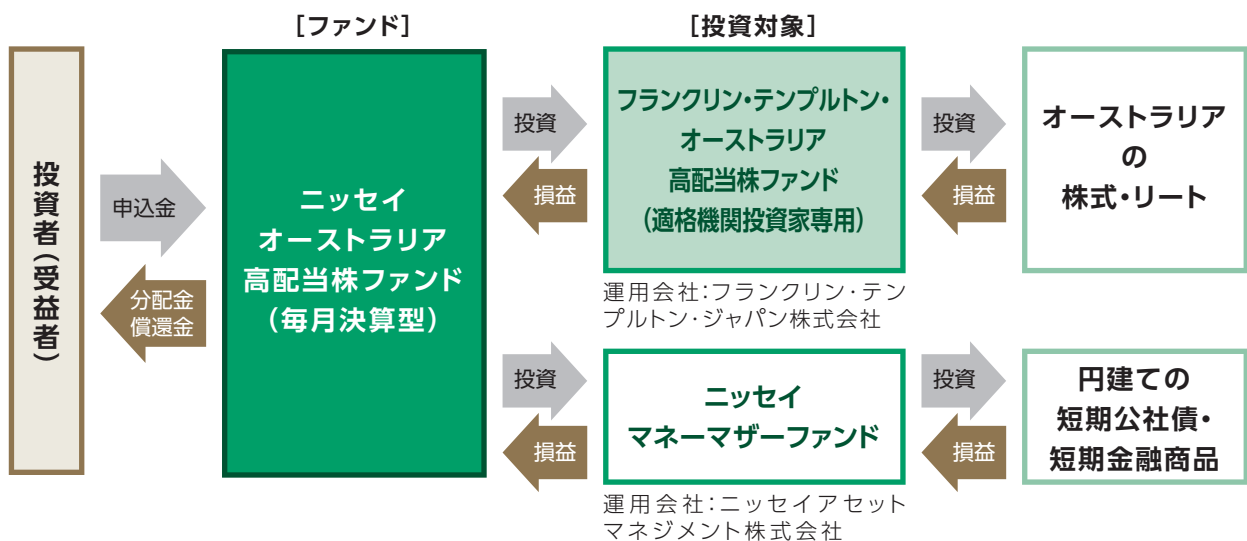 ［ファンド］
［投資対象］
投資者（受益者）
申込金
分配金
償還金
ニッセイ
オーストラリア
高配当株ファンド
（毎月決算型）
投資
損益
フランクリン・テンプルトン・
オーストラリア
高配当株ファンド
（適格機関投資家専用）
運用会社：フランクリン・テン
プルトン・ジャパン株式会社
投資
損益
オーストラリア
の
株式・リート
投資
損益
ニッセイ
マネーマザーファンド
運用会社：ニッセイアセット
マネジメント株式会社
投資
損益
円建ての
短期公社債・
短期金融商品